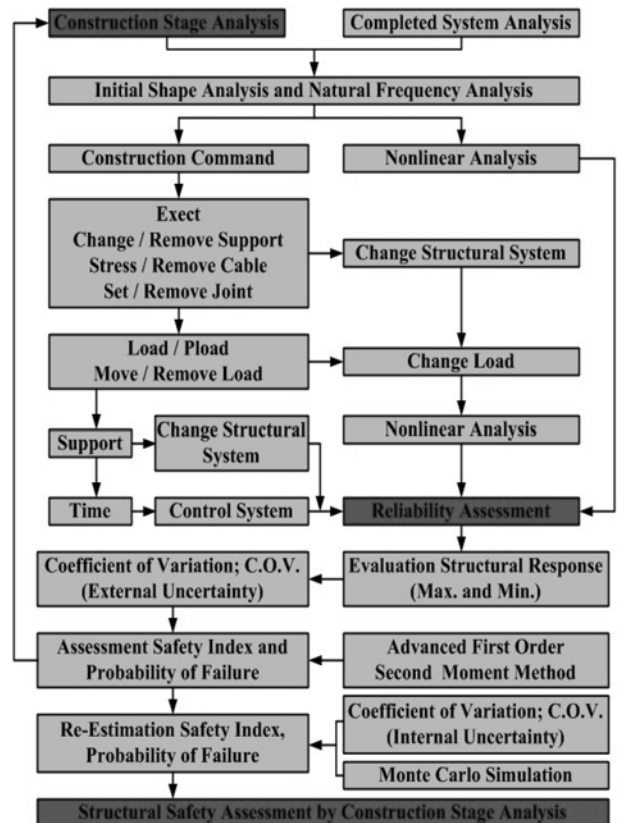 Construction Stage Analysis
Completed System Analysis
Initial Shape Analysis and Natural Frequency Analysis
Construction Command
Nonlinear Analysis
Exect
Change / Remove Support
Stress / Remove Cable
Set / Remove Joint
Change Structural System
Load / Pload
Move / Remove Load
Change Load
Support
Change Structural
System
Nonlinear Analysis
Time
Control System
Reliability Assessment
Coefficient of Variation; C.O.V.
(External Uncertainty)
Evaluation Structural Response
(Max. and Min.)
Assessment Safety Index and
Probability of Failure
Advanced First Order
Second Moment Method
Re-Estimation Safety Index,
Probability of Failure
Coefficient of Variation; C.O.V.
(Internal Uncertainty)
Monte Carlo Simulation
Structural Safety Assessment by Construction Stage Analysis